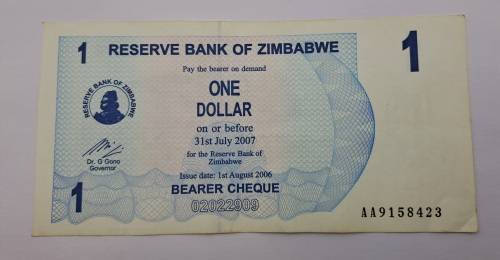 1
RESERVE BANK OF ZIMBABWE
1
Pay the bearer on demand
RESERVE BANK OF ZIMBABWE
ONE
DOLLAR
on or before
31st July 2007
for the Reserve Bank of
Zimbabwe
Dr. G Gono
Governor
Issue date: 1st August 2006
1
BEARER CHEQUE
02022909
AA9158423